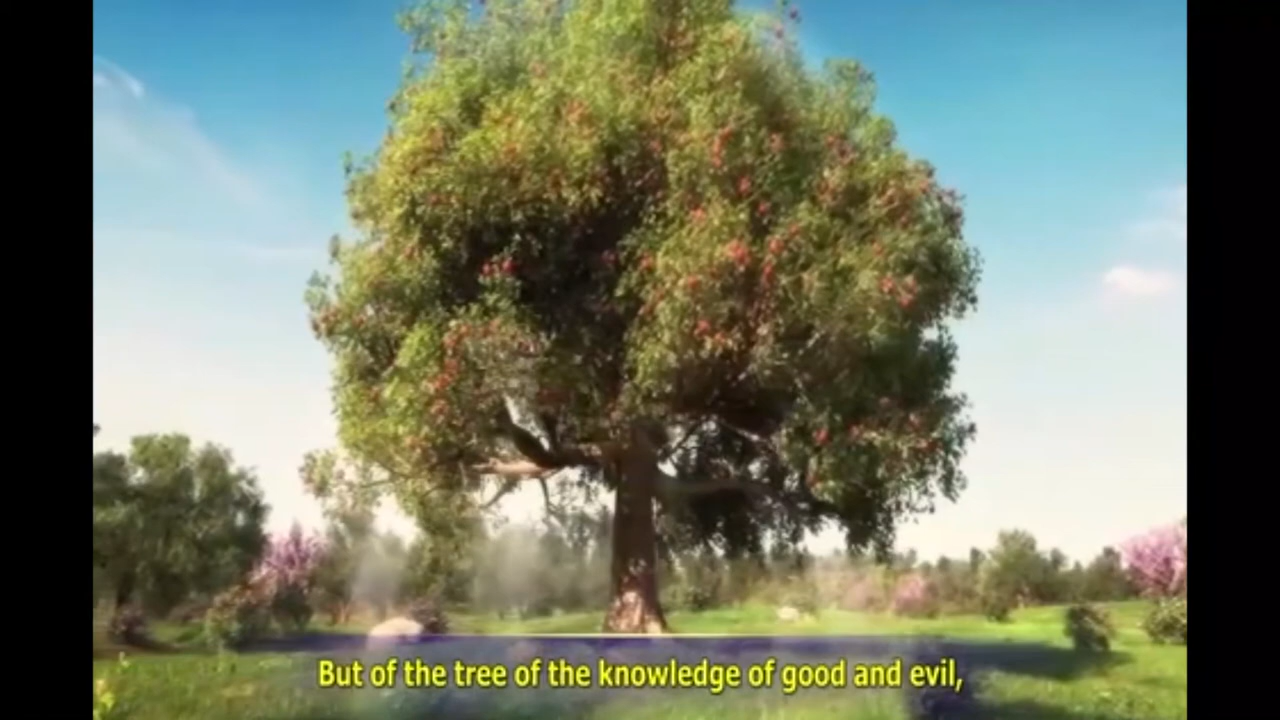 But of the tree of the knowledge of good and evil,